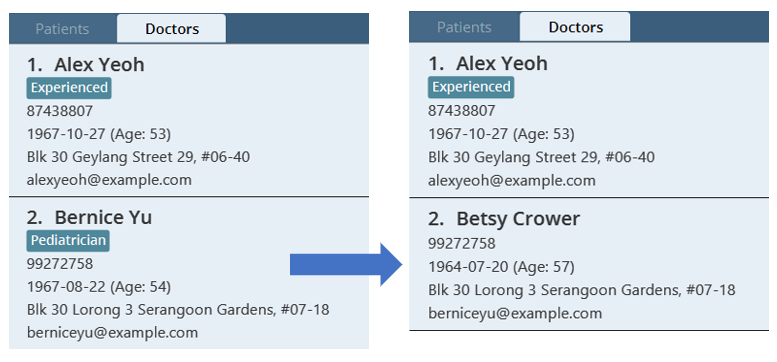 Patients Doctors
1. Alex Yeoh
Experienced
87438807
1967-10-27 (Age: 53)
Blk 30 Geylang Street 29, #06-40
alexyeoh@example.com
2. Bernice Yu
Pediatrician
99272758
1967-08-22 (Age: 54)
Blk 30 Lorong 3 Serangoon Gardens, #07-18
berniceyu@example.com
Patients Doctors
1. Alex Yeoh
Experienced
87438807
1967-10-27 (Age: 53)
Blk 30 Geylang Street 29, #06-40
alexyeoh@example.com
2. Betsy Crower
99272758
1964-07-20 (Age: 57)
Blk 30 Lorong 3 Serangoon Gardens, #07-18
berniceyu@example.com